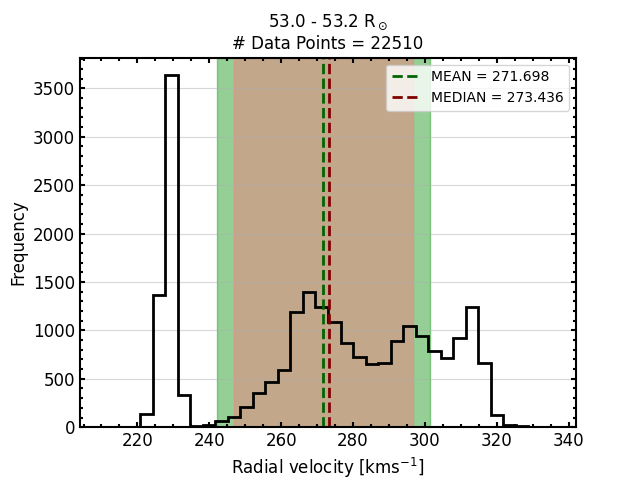 53.0 - 53.2 R⊙
# Data Points = 22510
MEAN = 271.698
MEDIAN = 273.436
Frequency
3500
3000
2500
2000
1500
1000
500
0
220 240 260 280 300 320 340
Radial velocity [kms⁻¹]